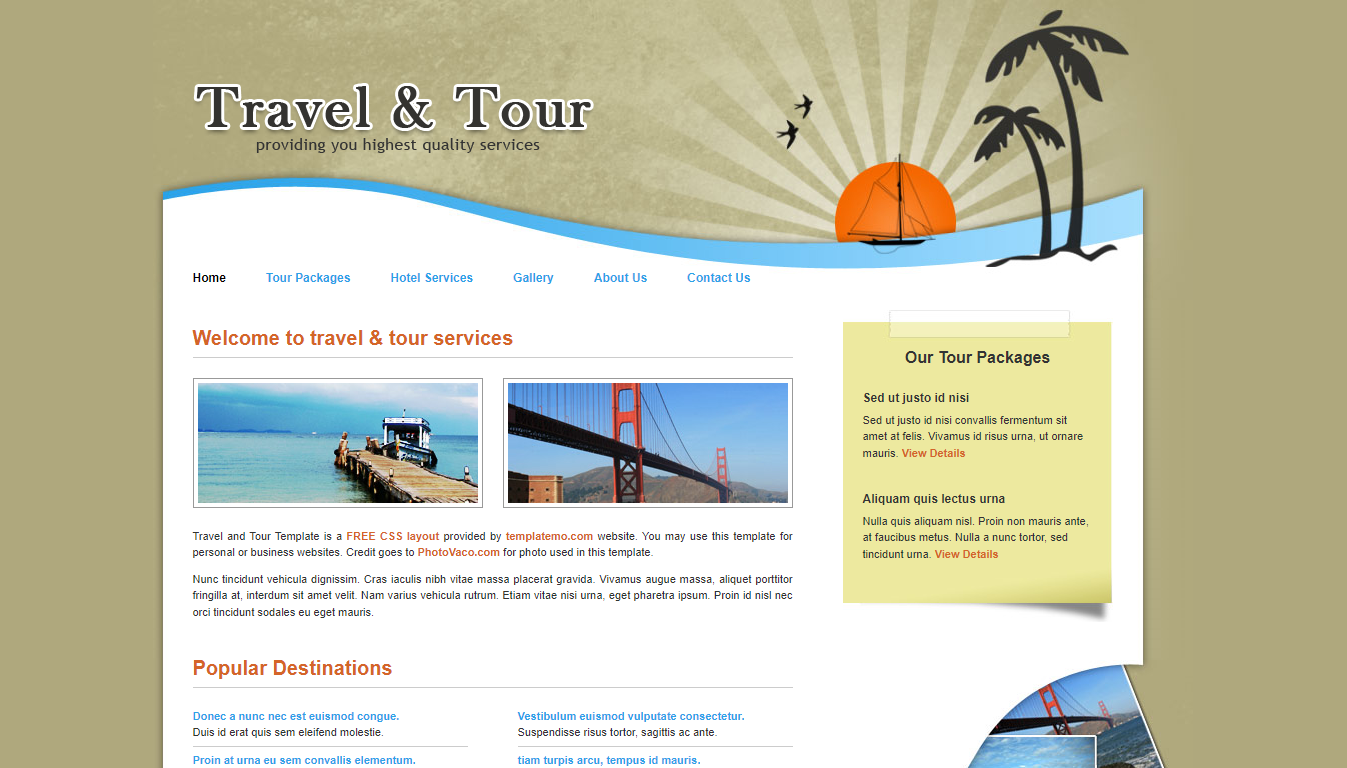 Travel & Tour
providing you highest quality services
Home
Tour Packages
Hotel Services
Gallery
About Us
Contact Us
Welcome to travel & tour services
Travel and Tour Template is a FREE CSS layout provided by templatemo.com website. You may use this template for
personal or business websites. Credit goes to PhotoVaco.com for photo used in this template.
Nunc tincidunt vehicula dignissim. Cras iaculis nibh vitae massa placerat gravida. Vivamus augue massa, aliquet porttitor
fringilla at, interdum sit amet velit. Nam varius vehicula rutrum. Etiam vitae nisi urna, eget pharetra ipsum. Proin id nisl nec
orci tincidunt sodales eu eget mauris.
Popular Destinations
Donec a nunc nec est euismod congue.
Duis id erat quis sem eleifend molestie.
Proin at urna eu sem convallis elementum.
Vestibulum euismod vulputate consectetur.
Suspendisse risus tortor, sagittis ac ante.
tiam turpis arcu, tempus id mauris.
Our Tour Packages
Sed ut justo id nisi
Sed ut justo id nisi convallis fermentum sit
amet at felis. Vivamus id risus urna, ut ornare
mauris. View Details
Aliquam quis lectus urna
Nulla quis aliquam nisl. Proin non mauris ante,
at faucibus metus. Nulla a nunc tortor, sed
tincidunt urna. View Details